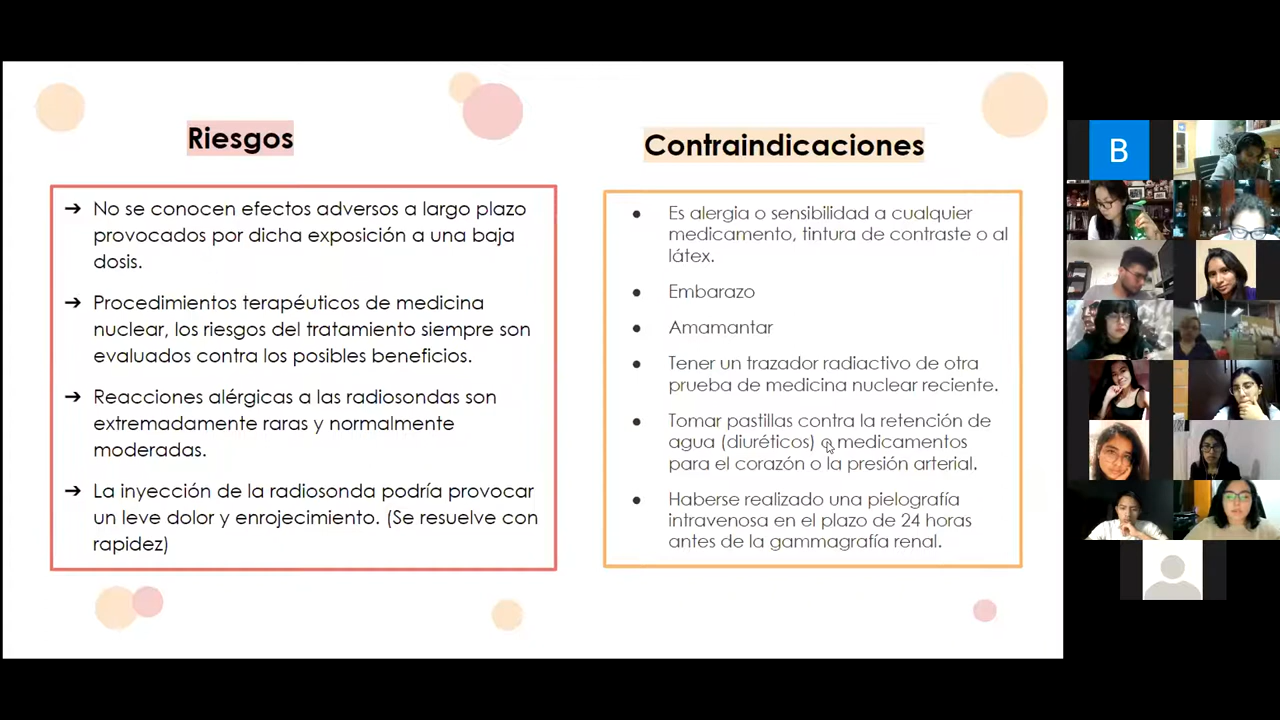 Riesgos
➔ No se conocen efectos adversos a largo plazo
provocados por dicha exposición a una baja
dosis.
➔ Procedimientos terapéuticos de medicina
nuclear, los riesgos del tratamiento siempre son
evaluados contra los posibles beneficios.
➔ Reacciones alérgicas a las radiosondas son
extremadamente raras y normalmente
moderadas.
➔ La inyección de la radiosonda podría provocar
un leve dolor y enrojecimiento. (Se resuelve con
rapidez)
Contraindicaciones
● Es alergia o sensibilidad a cualquier
medicamento, tintura de contraste o al
látex.
● Embarazo
● Amamantar
● Tener un trazador radiactivo de otra
prueba de medicina nuclear reciente.
● Tomar pastillas contra la retención de
agua (diuréticos) o medicamentos
para el corazón o la presión arterial.
● Haberse realizado una pielografía
intravenosa en el plazo de 24 horas
antes de la gammagrafía renal.
B